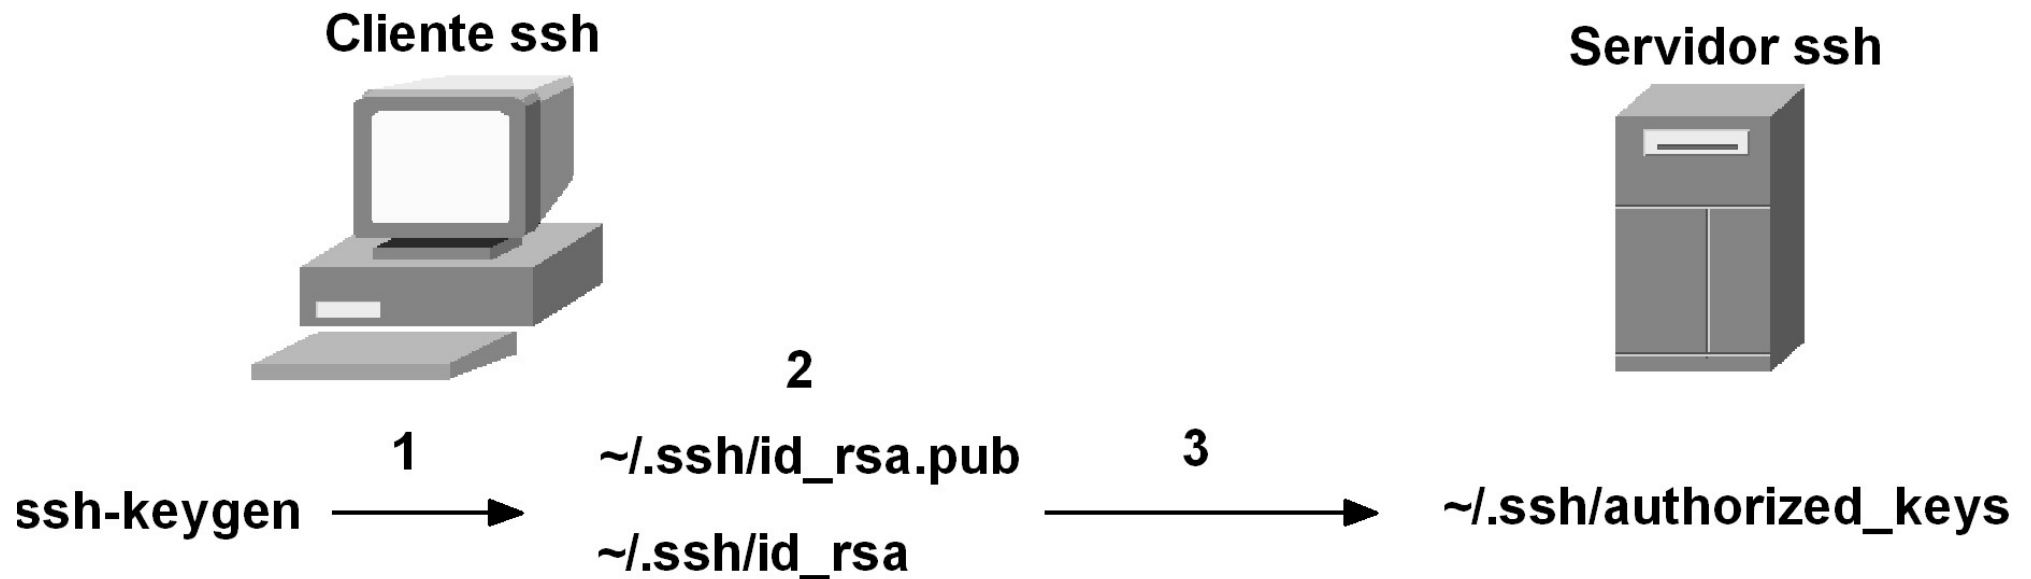 Cliente ssh
Servidor ssh
2
1
~/.ssh/id_rsa.pub
3
ssh-keygen
~/.ssh/authorized_keys
~/.ssh/id_rsa